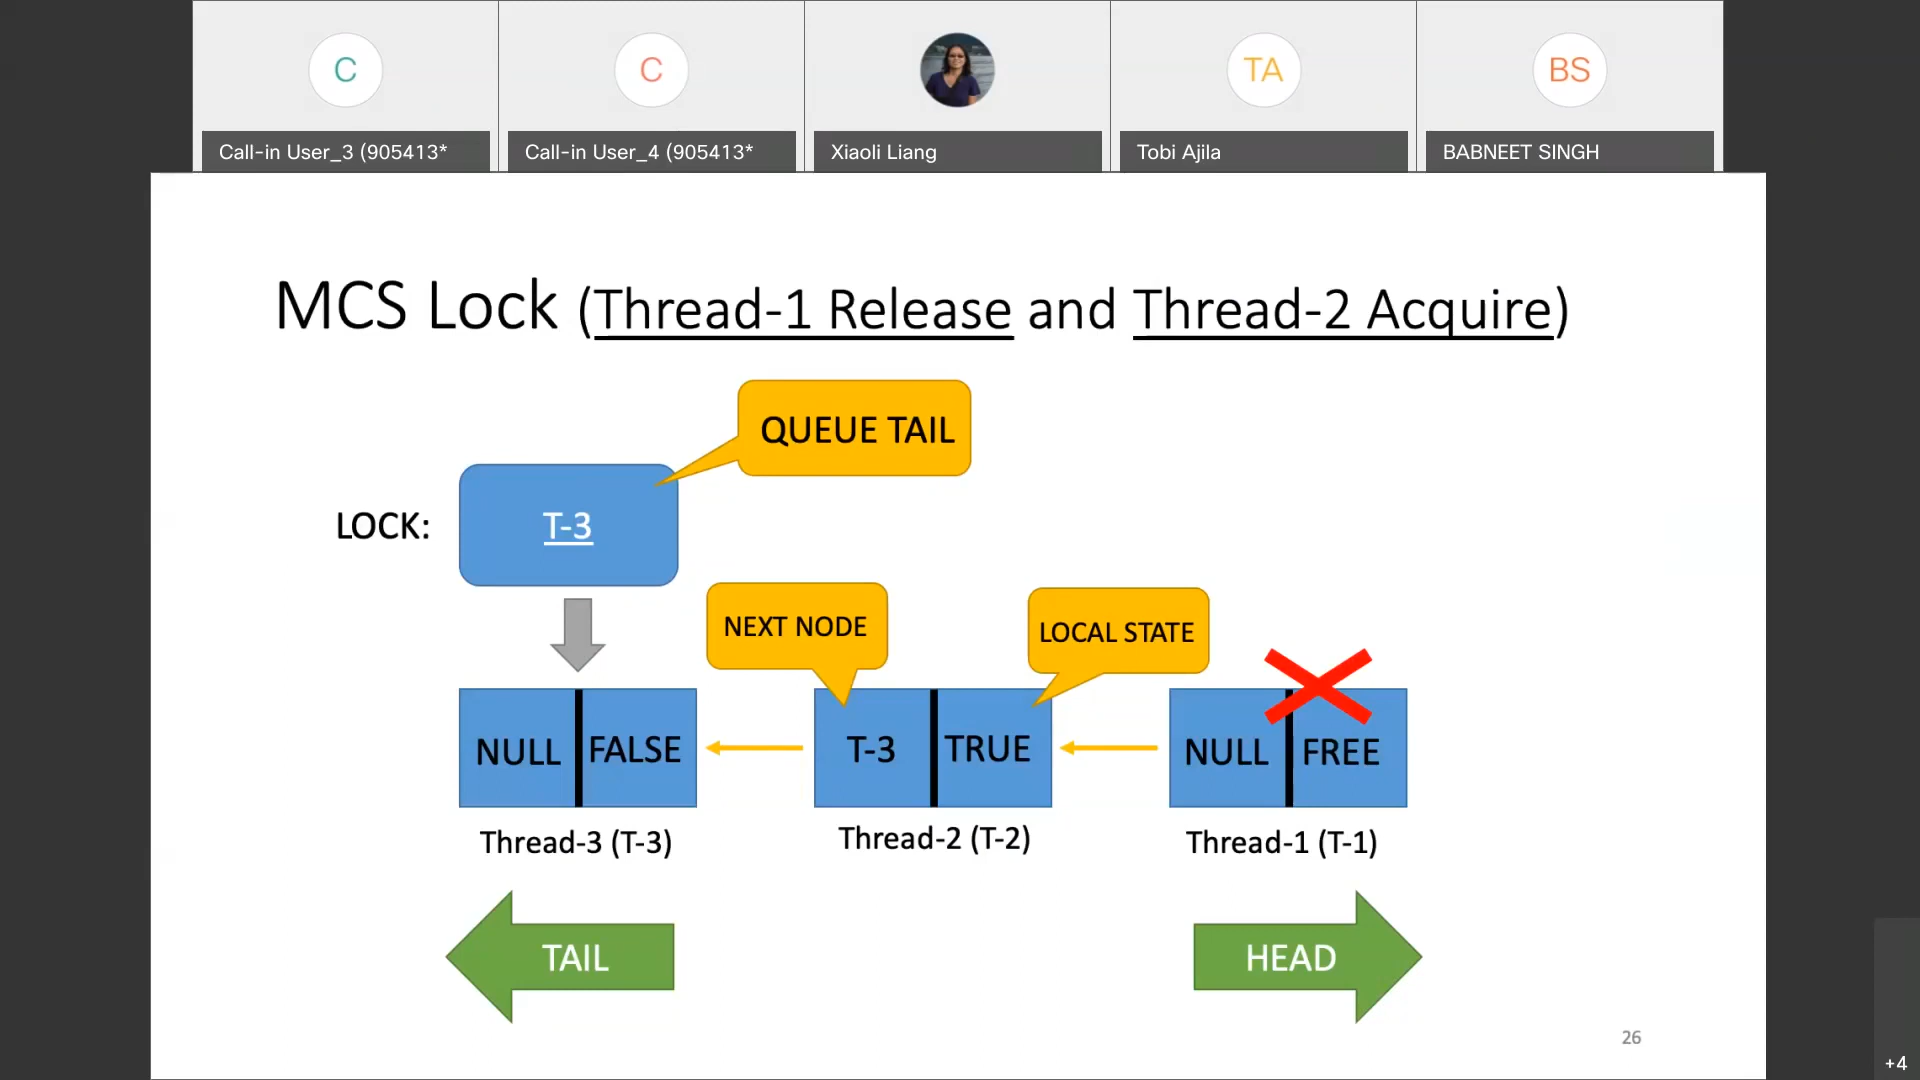 C
C
TA
BS
Call-in User_3 (905413*
Call-in User_4 (905413*
Xiaoli Liang
Tobi Ajila
BABNEET SINGH
MCS Lock (Thread-1 Release and Thread-2 Acquire)
QUEUE TAIL
LOCK:
T-3
NEXT NODE
LOCAL STATE
NULL
FALSE
T-3
TRUE
NULL
FREE
Thread-3 (T-3)
Thread-2 (T-2)
Thread-1 (T-1)
TAIL
HEAD
26
+4